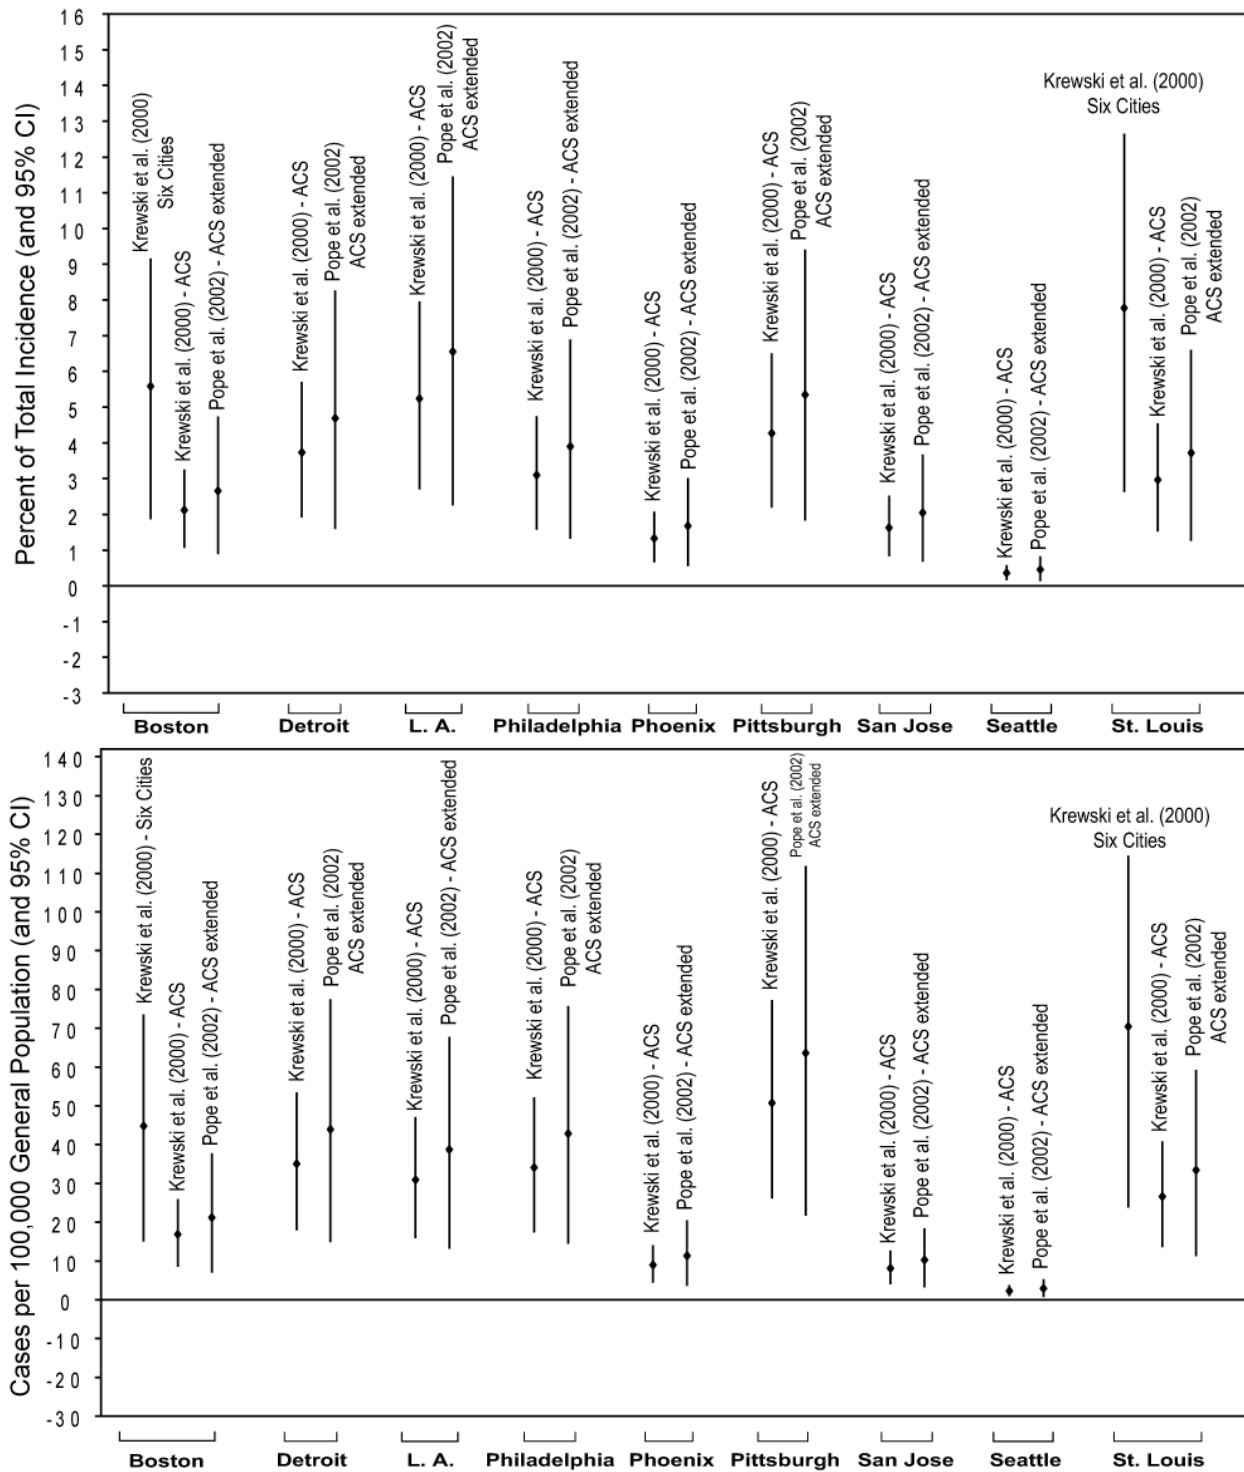 Percent of Total Incidence (and 95% CI)
16
15
14
13
12
11
10
9
8
7
6
5
4
3
2
1
0
-1
-2
-3
Krewski et al. (2000)
Six Cities
Krewski et al. (2000) - ACS
Pope et al. (2002) - ACS extended
Krewski et al. (2000) - ACS
Pope et al. (2002)
ACS extended
Krewski et al. (2000) - ACS
Pope et al. (2002)
ACS extended
Krewski et al. (2000) - ACS
Pope et al. (2002) - ACS extended
Krewski et al. (2000) - ACS
Pope et al. (2002) - ACS extended
Krewski et al. (2000) - ACS
Pope et al. (2002)
ACS extended
Krewski et al. (2000) - ACS
Pope et al. (2002) - ACS extended
Krewski et al. (2000) - ACS
Pope et al. (2002) - ACS extended
Krewski et al. (2000)
Six Cities
Krewski et al. (2000) - ACS
Pope et al. (2002)
ACS extended
Boston Detroit L. A. Philadelphia Phoenix Pittsburgh San Jose Seattle St. Louis
Cases per 100,000 General Population (and 95% CI)
140
130
120
110
100
90
80
70
60
50
40
30
20
10
0
-10
-20
-30
Krewski et al. (2000) - Six Cities
Krewski et al. (2000) - ACS
Pope et al. (2002) - ACS extended
Krewski et al. (2000) - ACS
Pope et al. (2002)
ACS extended
Krewski et al. (2000) - ACS
Pope et al. (2002) - ACS extended
Krewski et al. (2000) - ACS
Pope et al. (2002)
ACS extended
Krewski et al. (2000) - ACS
Pope et al. (2002) - ACS extended
Krewski et al. (2000) - ACS
Pope et al. (2002)
ACS extended
Krewski et al. (2000) - ACS
Pope et al. (2002) - ACS extended
Krewski et al. (2000) - ACS
Pope et al. (2002) - ACS extended
Krewski et al. (2000)
Six Cities
Krewski et al. (2000) - ACS
Pope et al. (2002)
ACS extended
Boston Detroit L. A. Philadelphia Phoenix Pittsburgh San Jose Seattle St. Louis